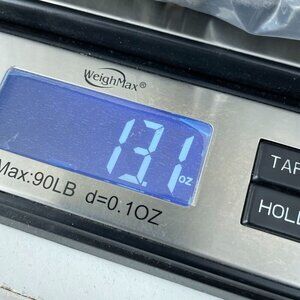 WeighMax®
13.1 oz
Max:90LB d=0.1OZ
TAR
HOL